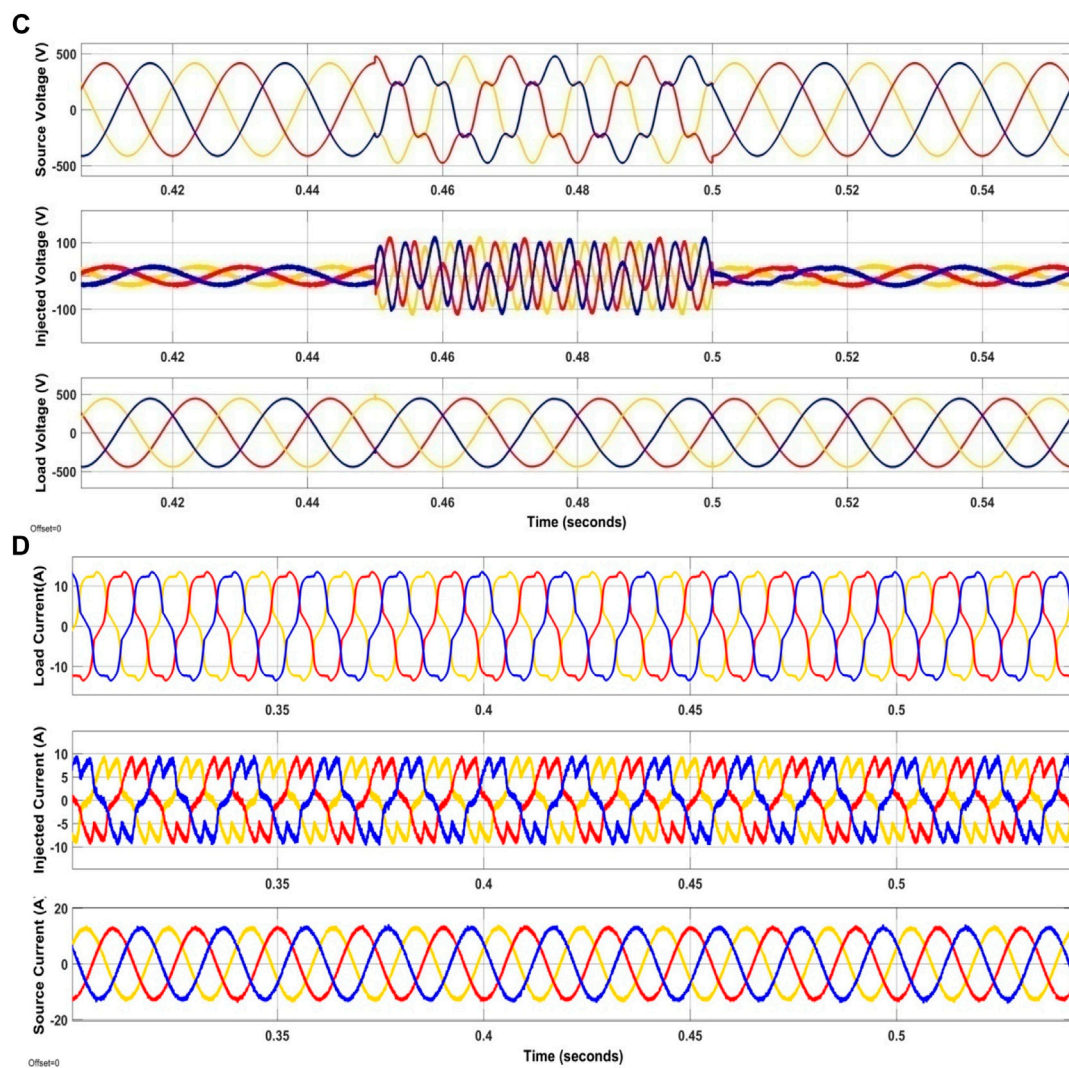 C
Source Voltage (V)
500
0
-500
0.42 0.44 0.46 0.48 0.5 0.52 0.54
Injected Voltage (V)
100
0
-100
0.42 0.44 0.46 0.48 0.5 0.52 0.54
Load Voltage (V)
500
0
-500
0.42 0.44 0.46 0.48 0.5 0.52 0.54
Time (seconds)
Offset=0
D
Load Current(A)
10
0
-10
0.35 0.4 0.45 0.5
Injected Current (A)
10
5
0
-5
-10
0.35 0.4 0.45 0.5
Source Current (A)
20
0
-20
0.35 0.4 0.45 0.5
Time (seconds)
Offset=0